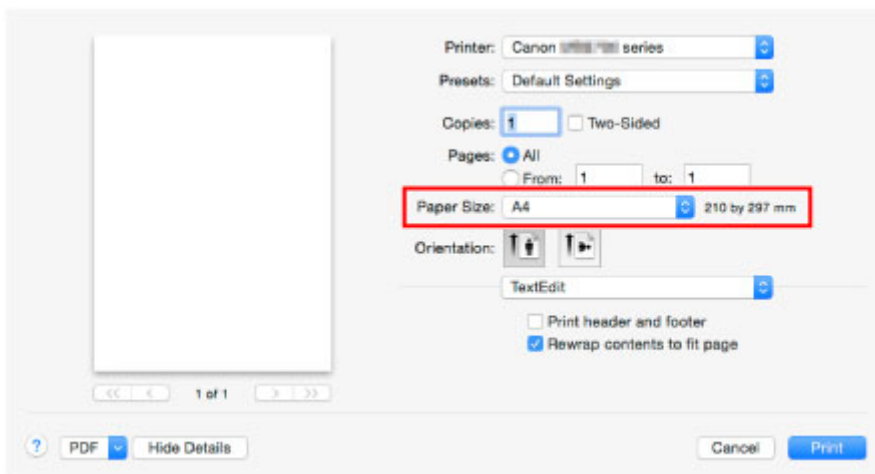 Printer: Canon series
Presets: Default Settings
Copies: 1 Two-Sided
Pages: All
From: 1 to: 1
Paper Size: A4 210 by 297 mm
Orientation:
TextEdit
Print header and footer
Rewrap contents to fit page
<< < 1 of 1 > >>
? PDF Hide Details Cancel Print